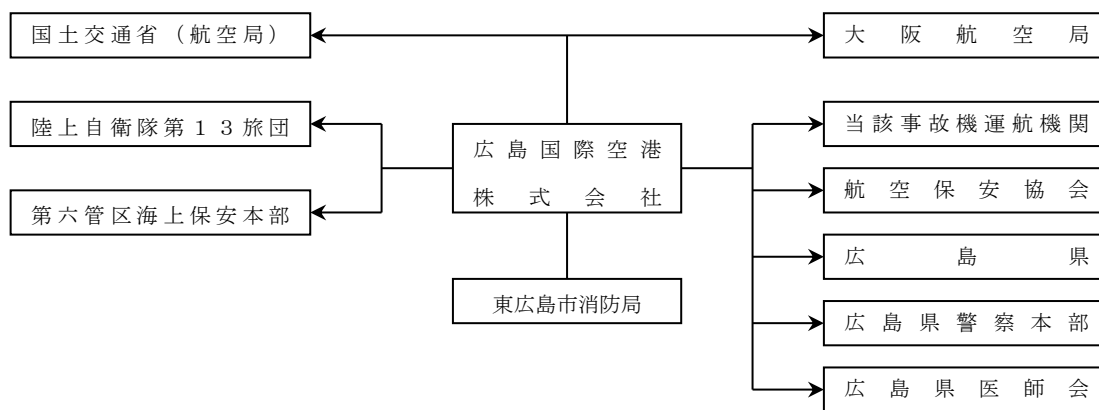 国土交通省（航空局）
大阪航空局
陸上自衛隊第１３旅団
広島国際空港
株式会社
当該事故機運航機関
航空保安協会
第六管区海上保安本部
広島県
東広島市消防局
広島県警察本部
広島県医師会